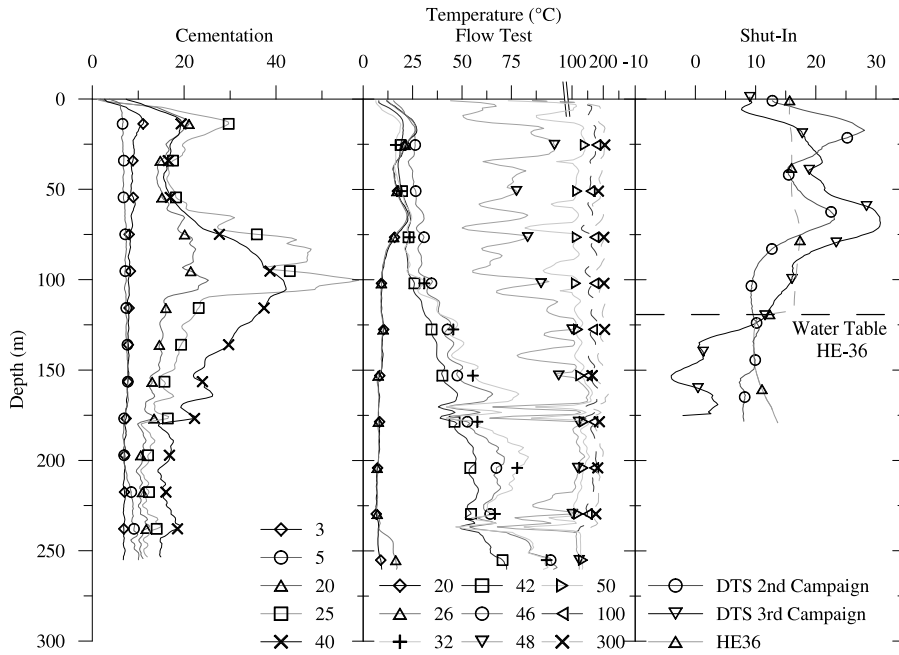 Temperature (°C)
Cementation Flow Test Shut-In
0 20 40 0 25 50 75 100 200 -10 0 10 20 30
0
50
100
150
200
250
300
Depth (m)
Water Table
HE-36
3
5
20
25
40
20 42 50
26 46 100
32 48 300
DTS 2nd Campaign
DTS 3rd Campaign
HE36